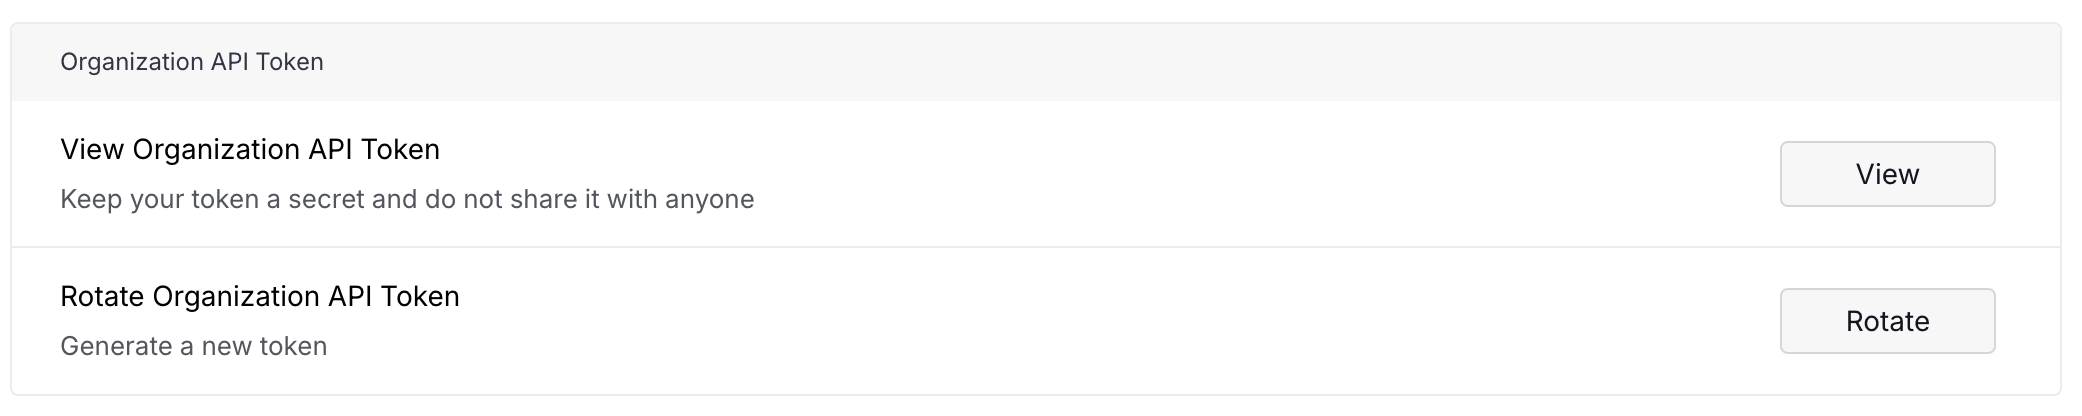 Organization API Token
View Organization API Token
Keep your token a secret and do not share it with anyone
View
Rotate Organization API Token
Generate a new token
Rotate